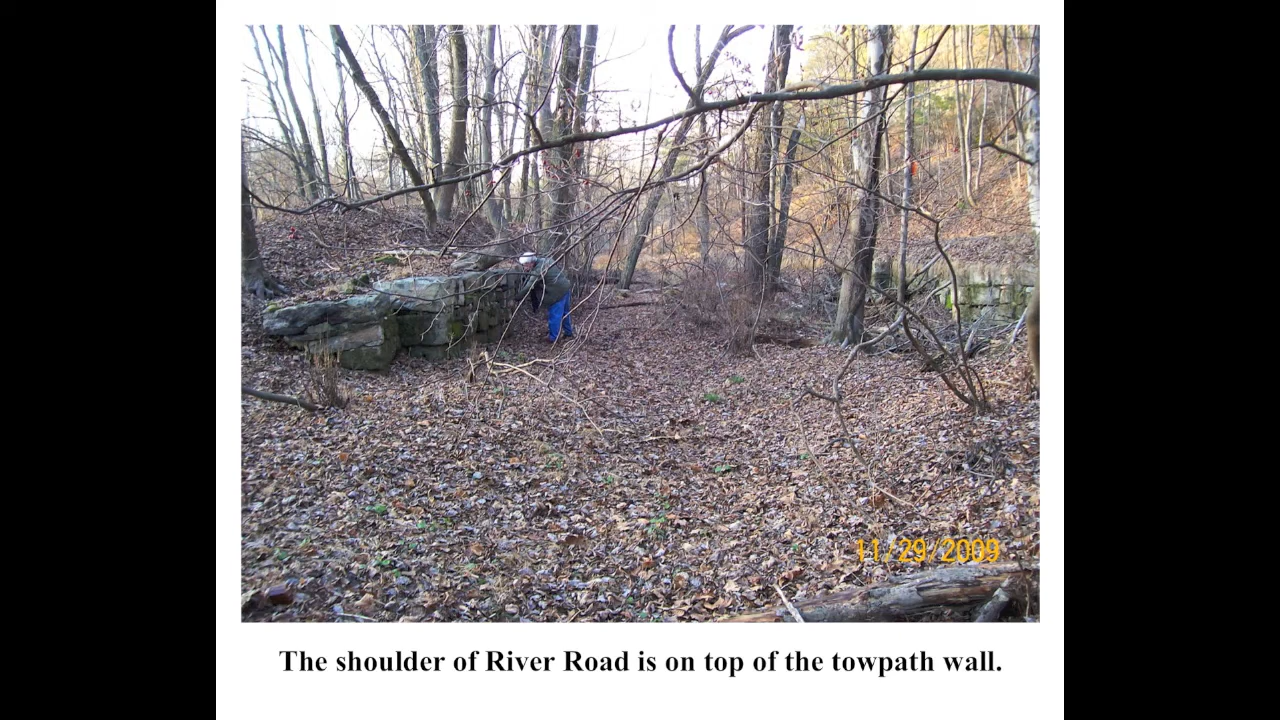 11/29/2009
The shoulder of River Road is on top of the towpath wall.